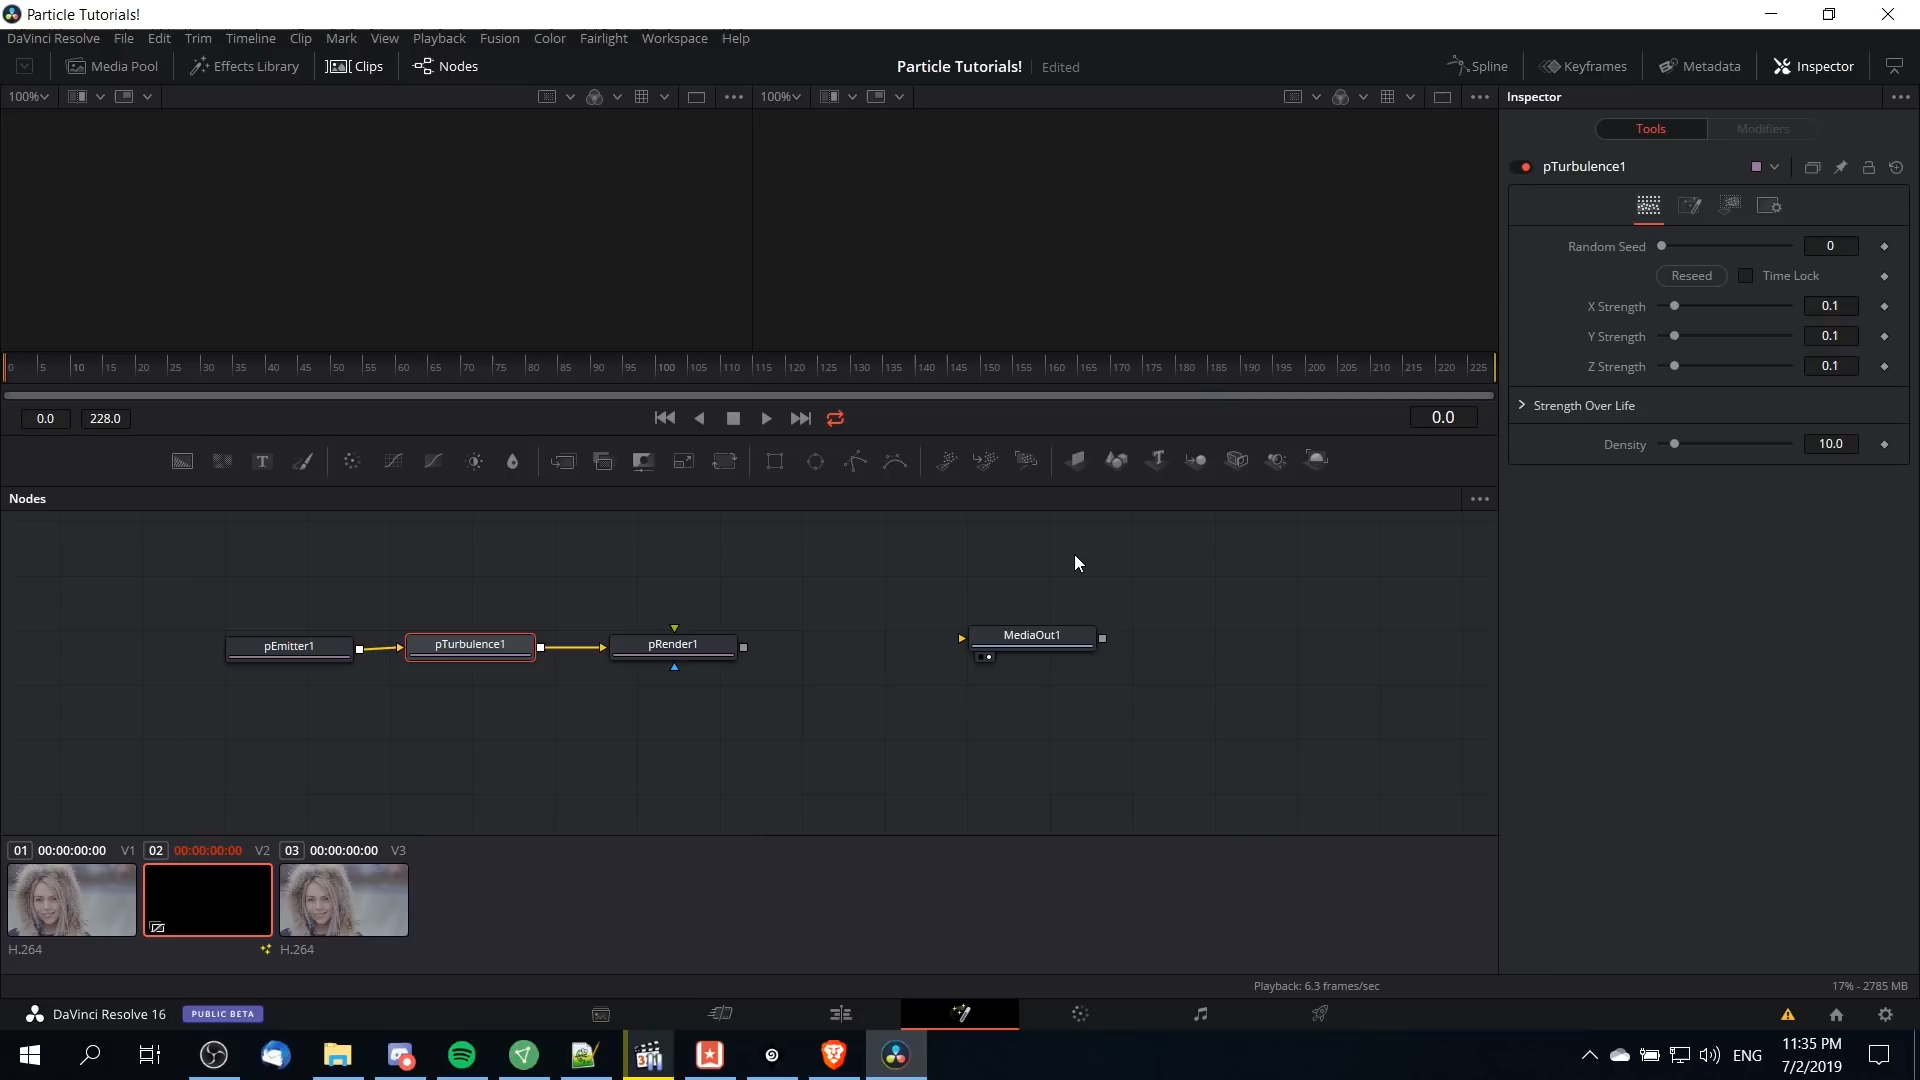 Particle Tutorials!
DaVinci Resolve File Edit Trim Timeline Clip Mark View Playback Fusion Color Fairlight Workspace Help
Media Pool Effects Library Clips Nodes Particle Tutorials! Edited Spline Keyframes Metadata Inspector
100% 100% Inspector
Tools Modifiers
pTurbulence1
Random Seed 0
Reseed Time Lock
X Strength 0.1
Y Strength 0.1
Z Strength 0.1
Strength Over Life
Density 10.0
0 5 10 15 20 25 30 35 40 45 50 55 60 65 70 75 80 85 90 95 100 105 110 115 120 125 130 135 140 145 150 155 160 165 170 175 180 185 190 195 200 205 210 215 220 225
0.0 228.0 0.0
T
Nodes
pEmitter1 pTurbulence1 pRender1 MediaOut1
01 00:00:00:00 V1 02 00:00:00:00 V2 03 00:00:00:00 V3
H.264 H.264
Playback: 6.3 frames/sec 17% - 2785 MB
DaVinci Resolve 16 PUBLIC BETA
ENG 11:35 PM
7/2/2019